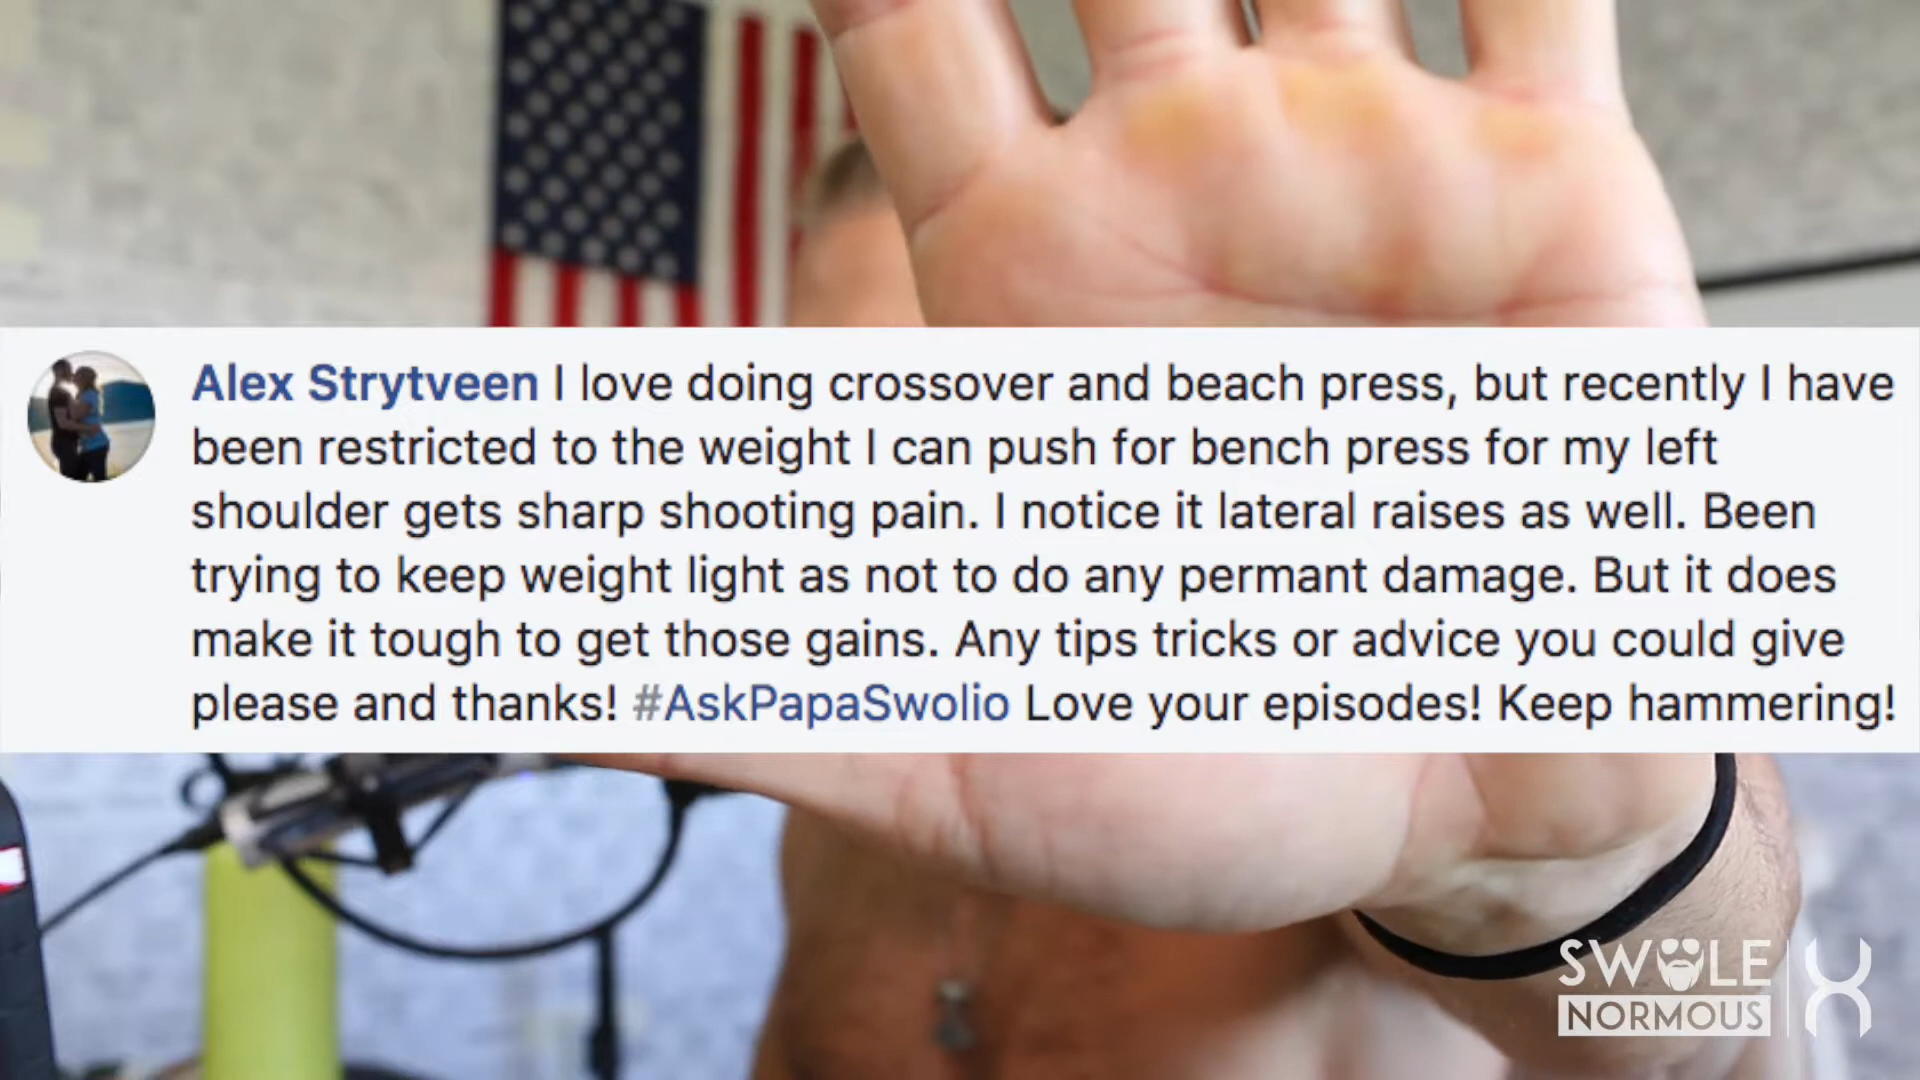 Alex Strytveen I love doing crossover and beach press, but recently I have
been restricted to the weight I can push for bench press for my left
shoulder gets sharp shooting pain. I notice it lateral raises as well. Been
trying to keep weight light as not to do any permant damage. But it does
make it tough to get those gains. Any tips tricks or advice you could give
please and thanks! #AskPapaSwolio Love your episodes! Keep hammering!
SWOLE
NORMOUS